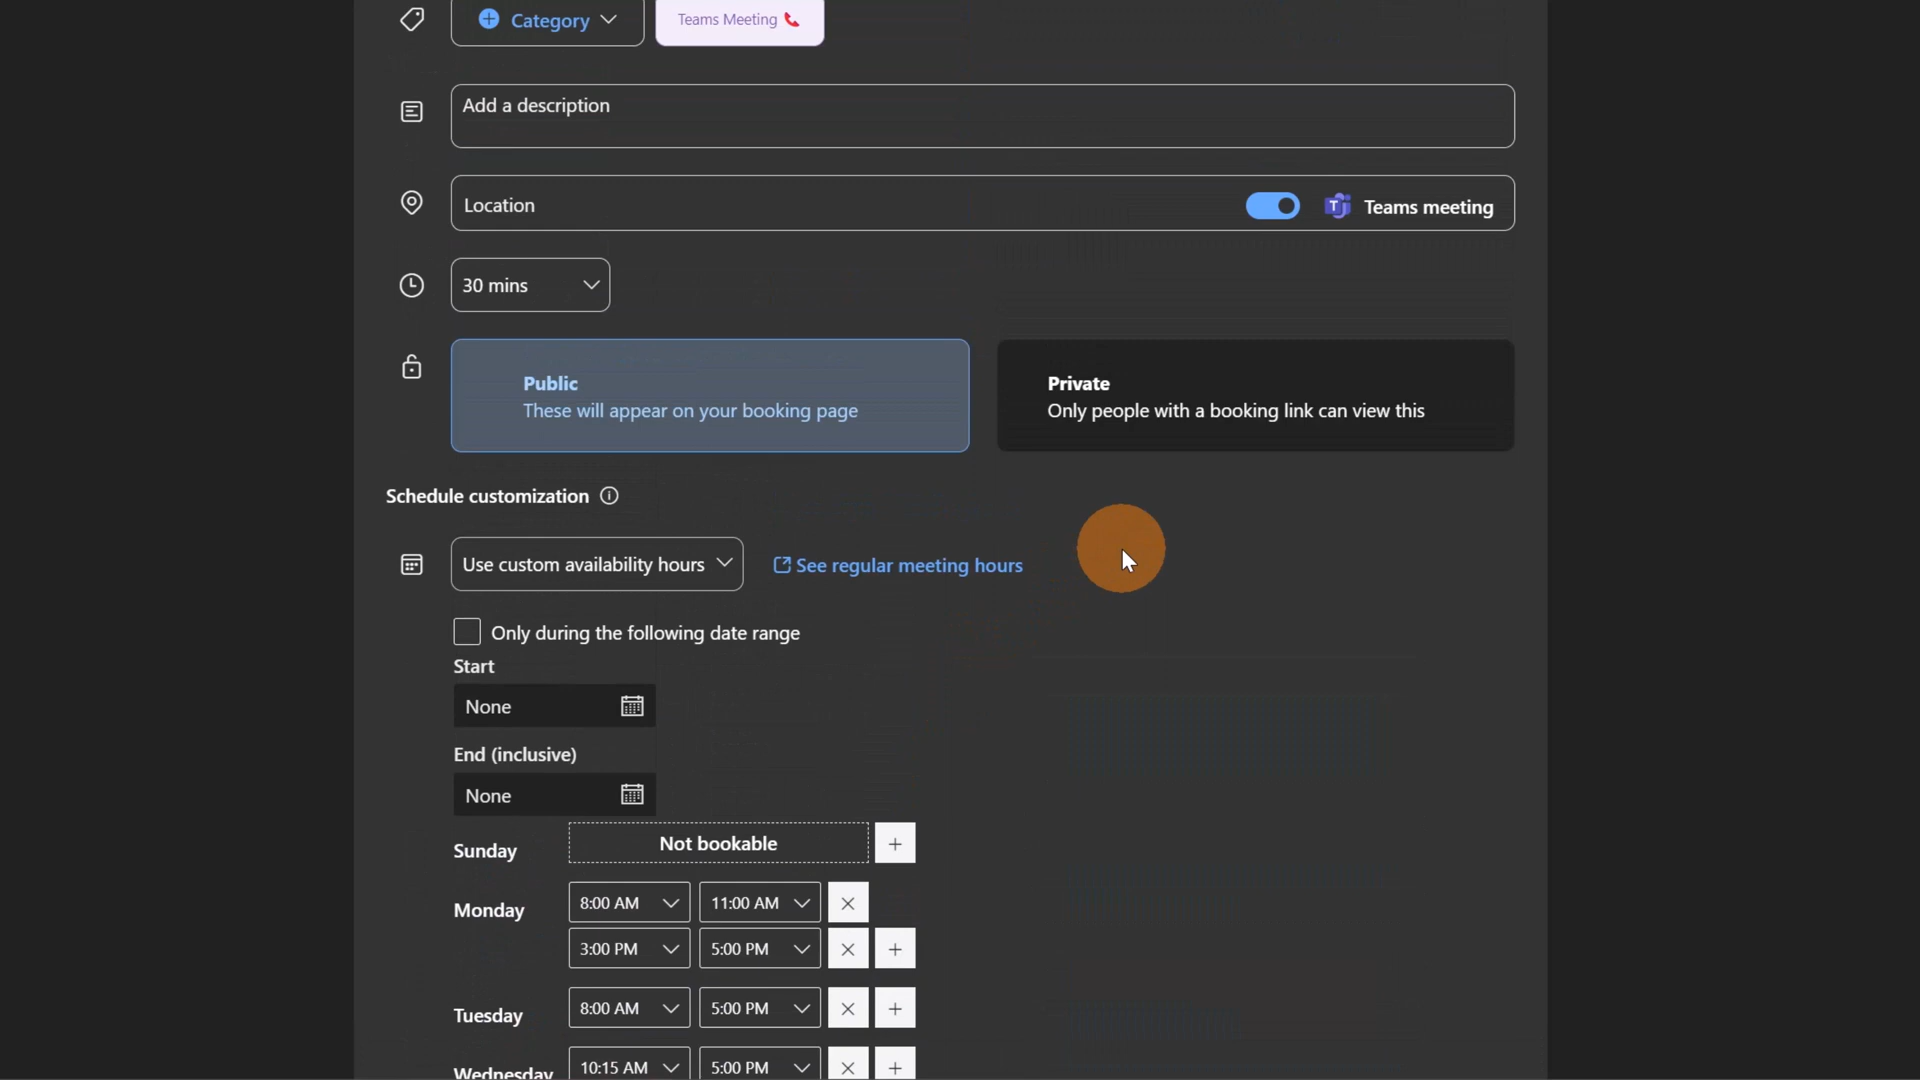 Category
Teams Meeting
Add a description
Location
Teams meeting
30 mins
Public
These will appear on your booking page
Private
Only people with a booking link can view this
Schedule customization
Use custom availability hours
See regular meeting hours
Only during the following date range
Start
None
End (inclusive)
None
Sunday
Not bookable
Monday
8:00 AM
11:00 AM
3:00 PM
5:00 PM
Tuesday
8:00 AM
5:00 PM
Wednesday
10:15 AM
5:00 PM